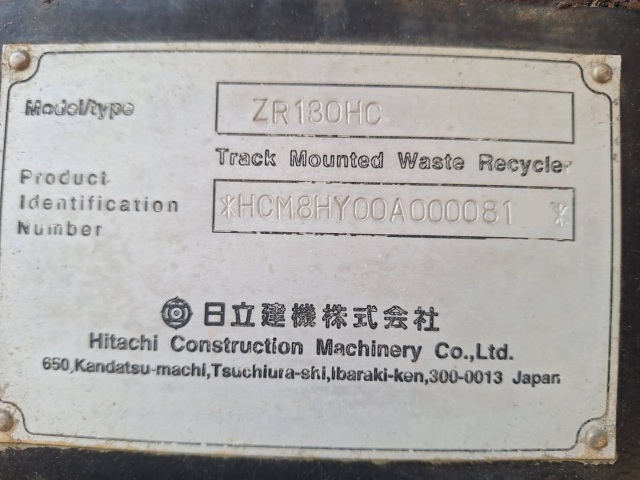 Model/type ZR130HC
Track Mounted Waste Recycler
Product
Identification *HCM8HY00A000081 *
Number
日立建機株式会社
Hitachi Construction Machinery Co.,Ltd.
650,Kandatsu-machi,Tsuchiura-shi,Ibaraki-ken,300-0013 Japan